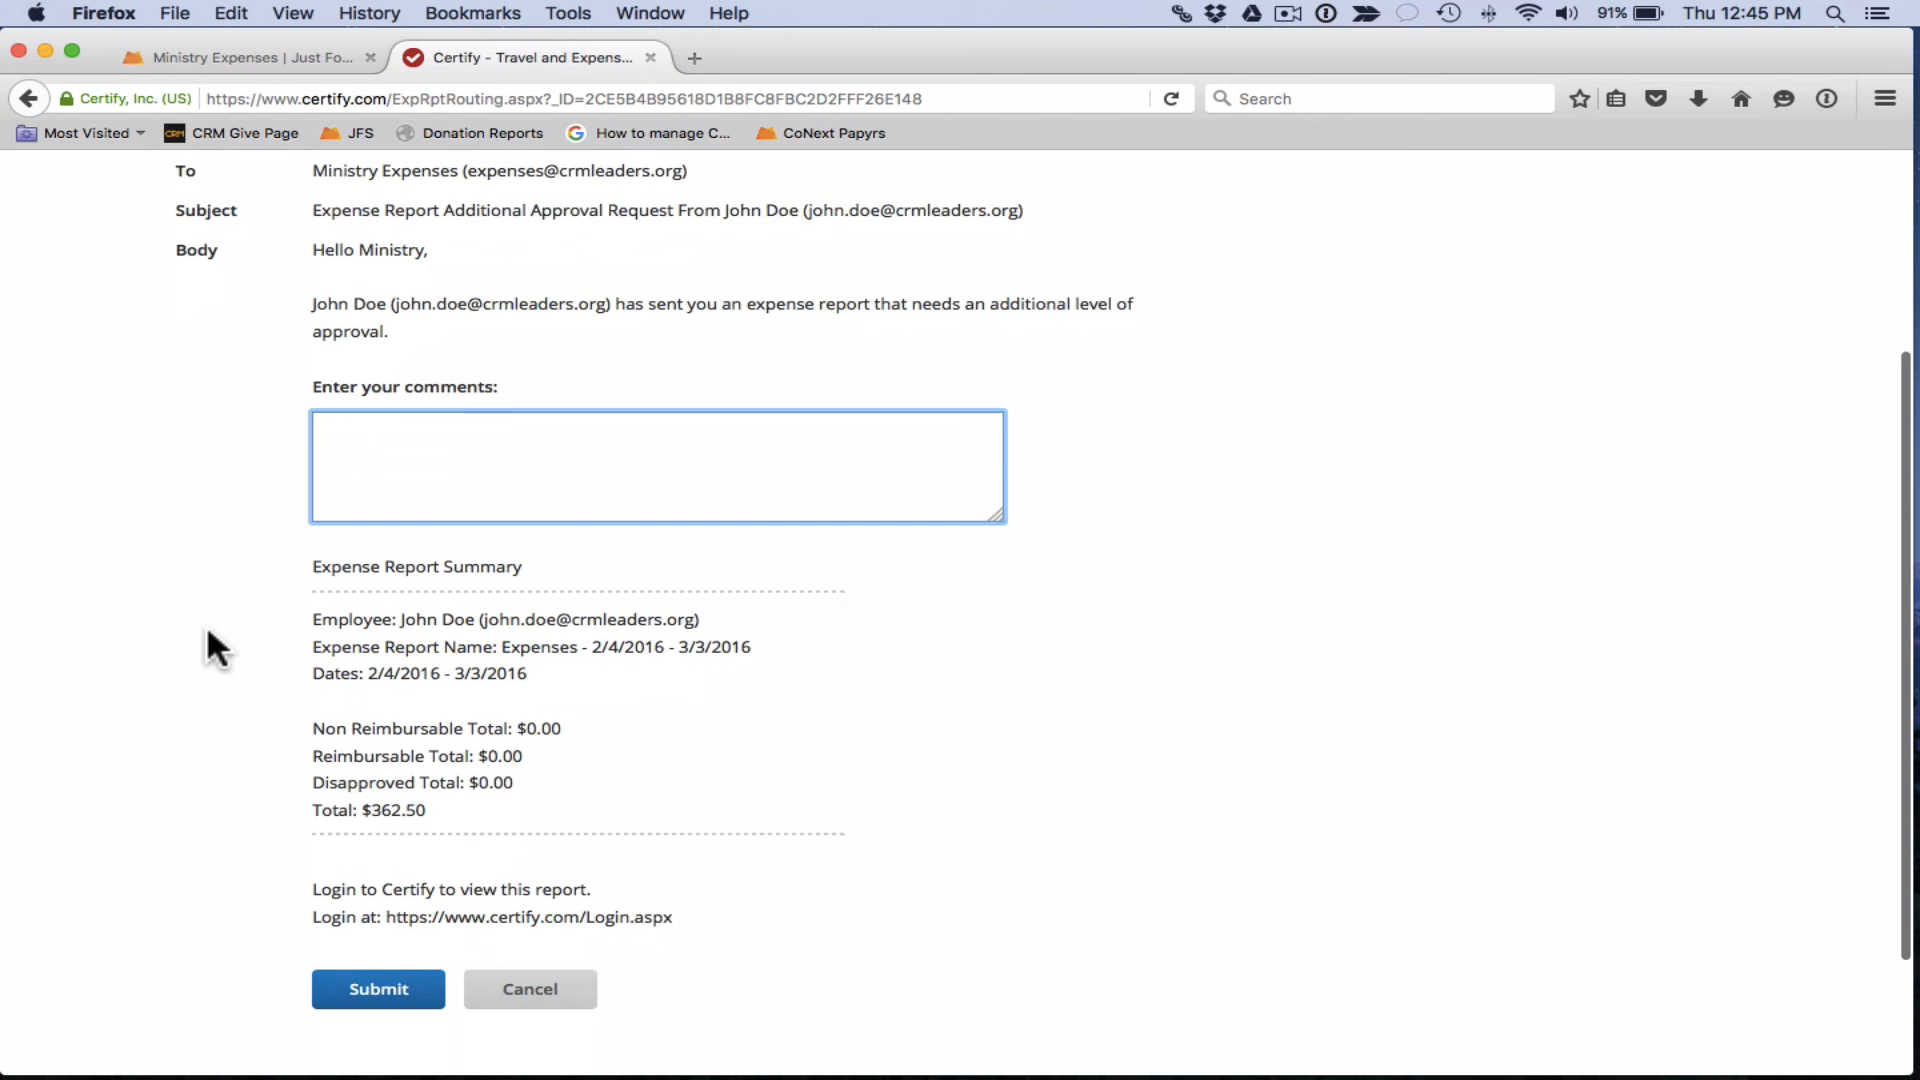 Firefox File Edit View History Bookmarks Tools Window Help 91% Thu 12:45 PM
Ministry Expenses | Just Fo... Certify - Travel and Expens...
Certify, Inc. (US) https://www.certify.com/ExpRptRouting.aspx?_ID=2CE5B4B95618D1B8FC8FBC2D2FFF26E148 Search
Most Visited CRM CRM Give Page JFS Donation Reports How to manage C... CoNext Papyrs
To Ministry Expenses (expenses@crmleaders.org)
Subject Expense Report Additional Approval Request From John Doe (john.doe@crmleaders.org)
Body Hello Ministry,
John Doe (john.doe@crmleaders.org) has sent you an expense report that needs an additional level of
approval.
Enter your comments:
Expense Report Summary
Employee: John Doe (john.doe@crmleaders.org)
Expense Report Name: Expenses - 2/4/2016 - 3/3/2016
Dates: 2/4/2016 - 3/3/2016
Non Reimbursable Total: $0.00
Reimbursable Total: $0.00
Disapproved Total: $0.00
Total: $362.50
Login to Certify to view this report.
Login at: https://www.certify.com/Login.aspx
Submit Cancel